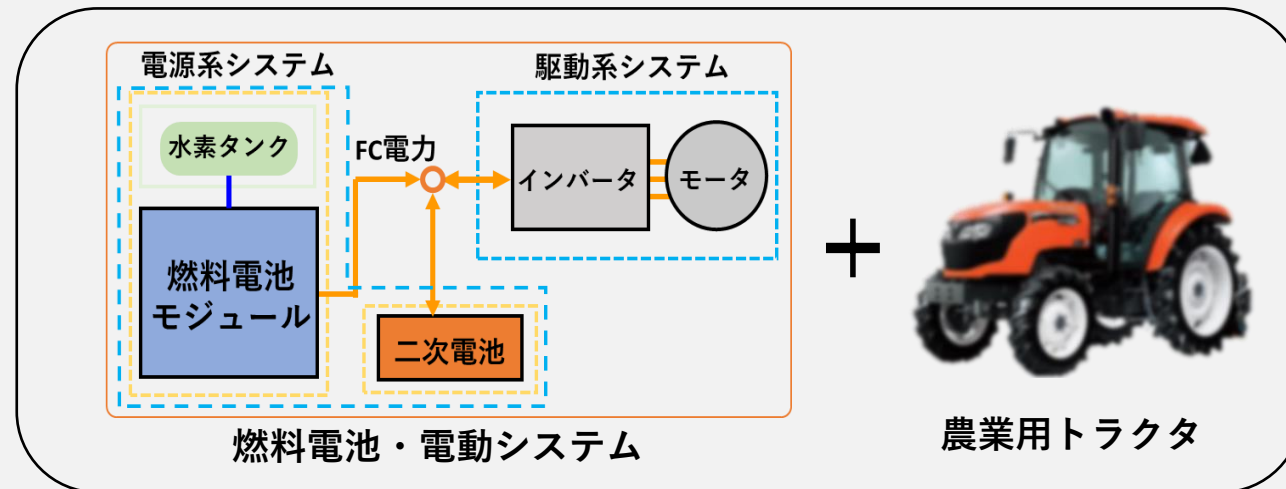 電源系システム
駆動系システム
水素タンク
FC電力
インバータ
モータ
燃料電池
モジュール
二次電池
燃料電池・電動システム
+
農業用トラクタ